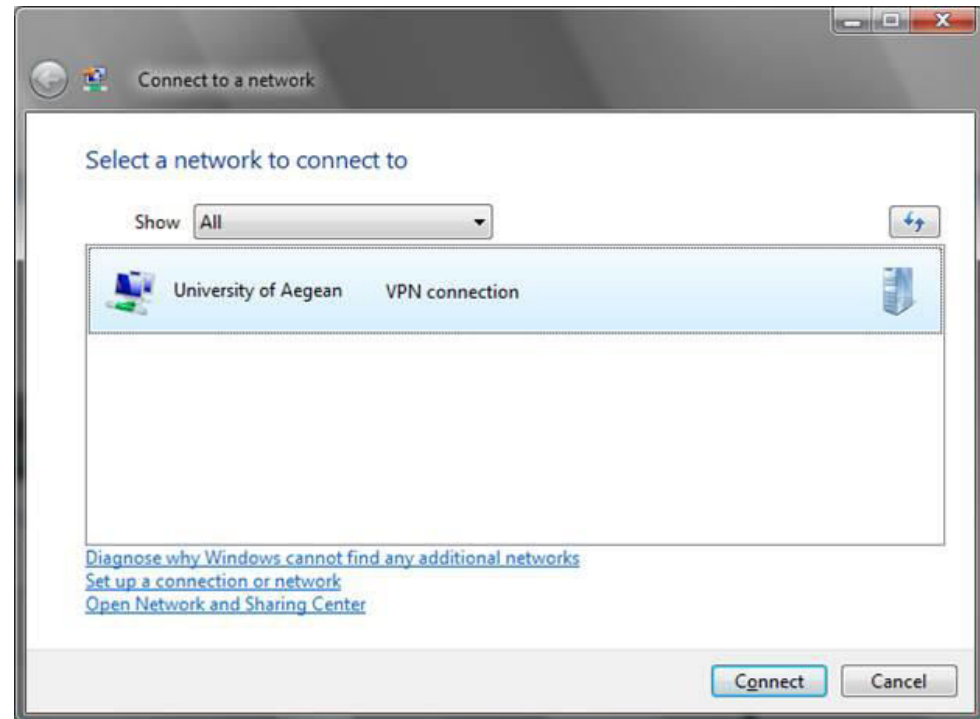 Connect to a network
Select a network to connect to
Show All
University of Aegean VPN connection
Diagnose why Windows cannot find any additional networks
Set up a connection or network
Open Network and Sharing Center
Connect Cancel